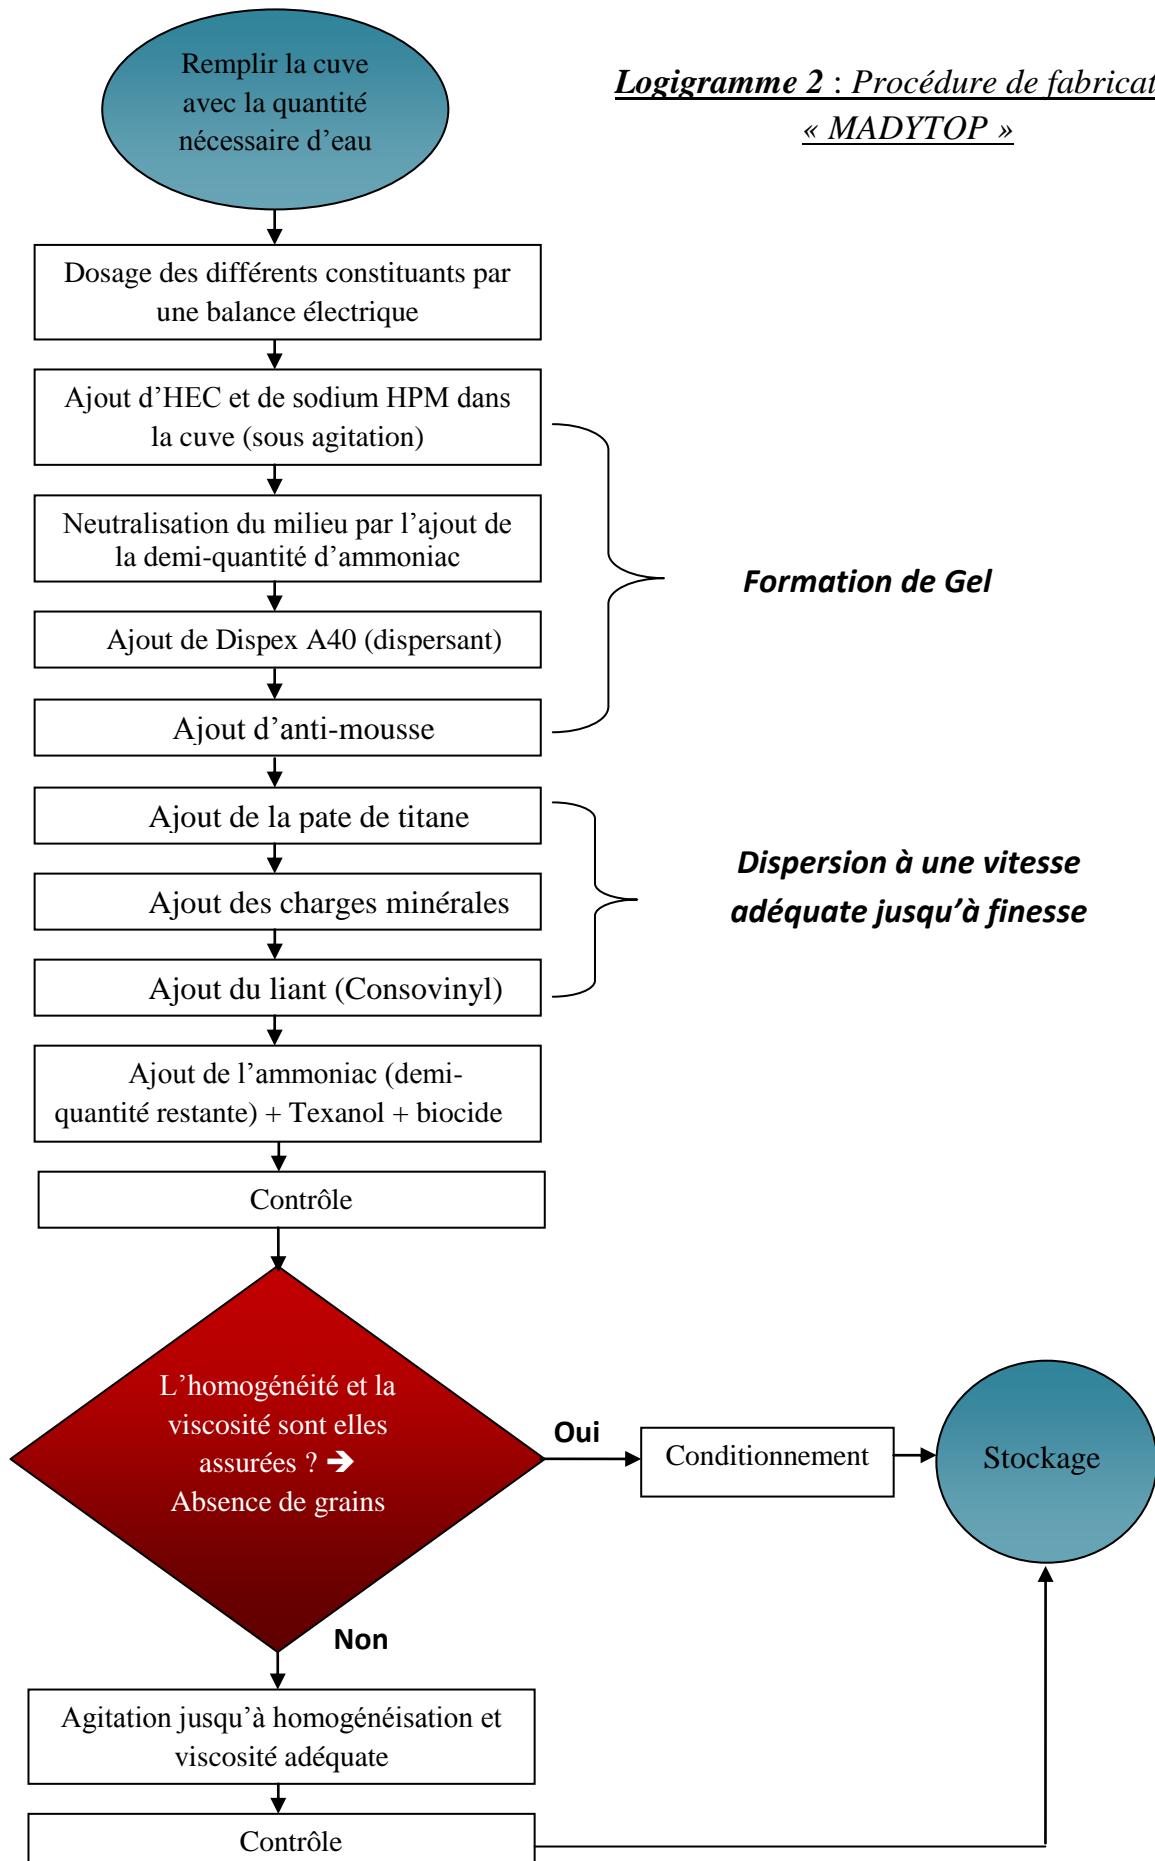 Remplir la cuve
avec la quantité
nécessaire d’eau
Logigramme 2 : Procédure de fabricat
« MADYTOP »
Dosage des différents constituants par
une balance électrique
Ajout d’HEC et de sodium HPM dans
la cuve (sous agitation)
Neutralisation du milieu par l’ajout de
la demi-quantité d’ammoniac
Ajout de Dispex A40 (dispersant)
Ajout d’anti-mousse
Formation de Gel
Ajout de la pate de titane
Ajout des charges minérales
Ajout du liant (Consovinyl)
Dispersion à une vitesse
adéquate jusqu’à finesse
Ajout de l’ammoniac (demi-
quantité restante) + Texanol + biocide
Contrôle
L’homogénéité et la
viscosité sont elles
assurées ? ➔
Absence de grains
Oui
Conditionnement
Stockage
Non
Agitation jusqu’à homogénéisation et
viscosité adéquate
Contrôle